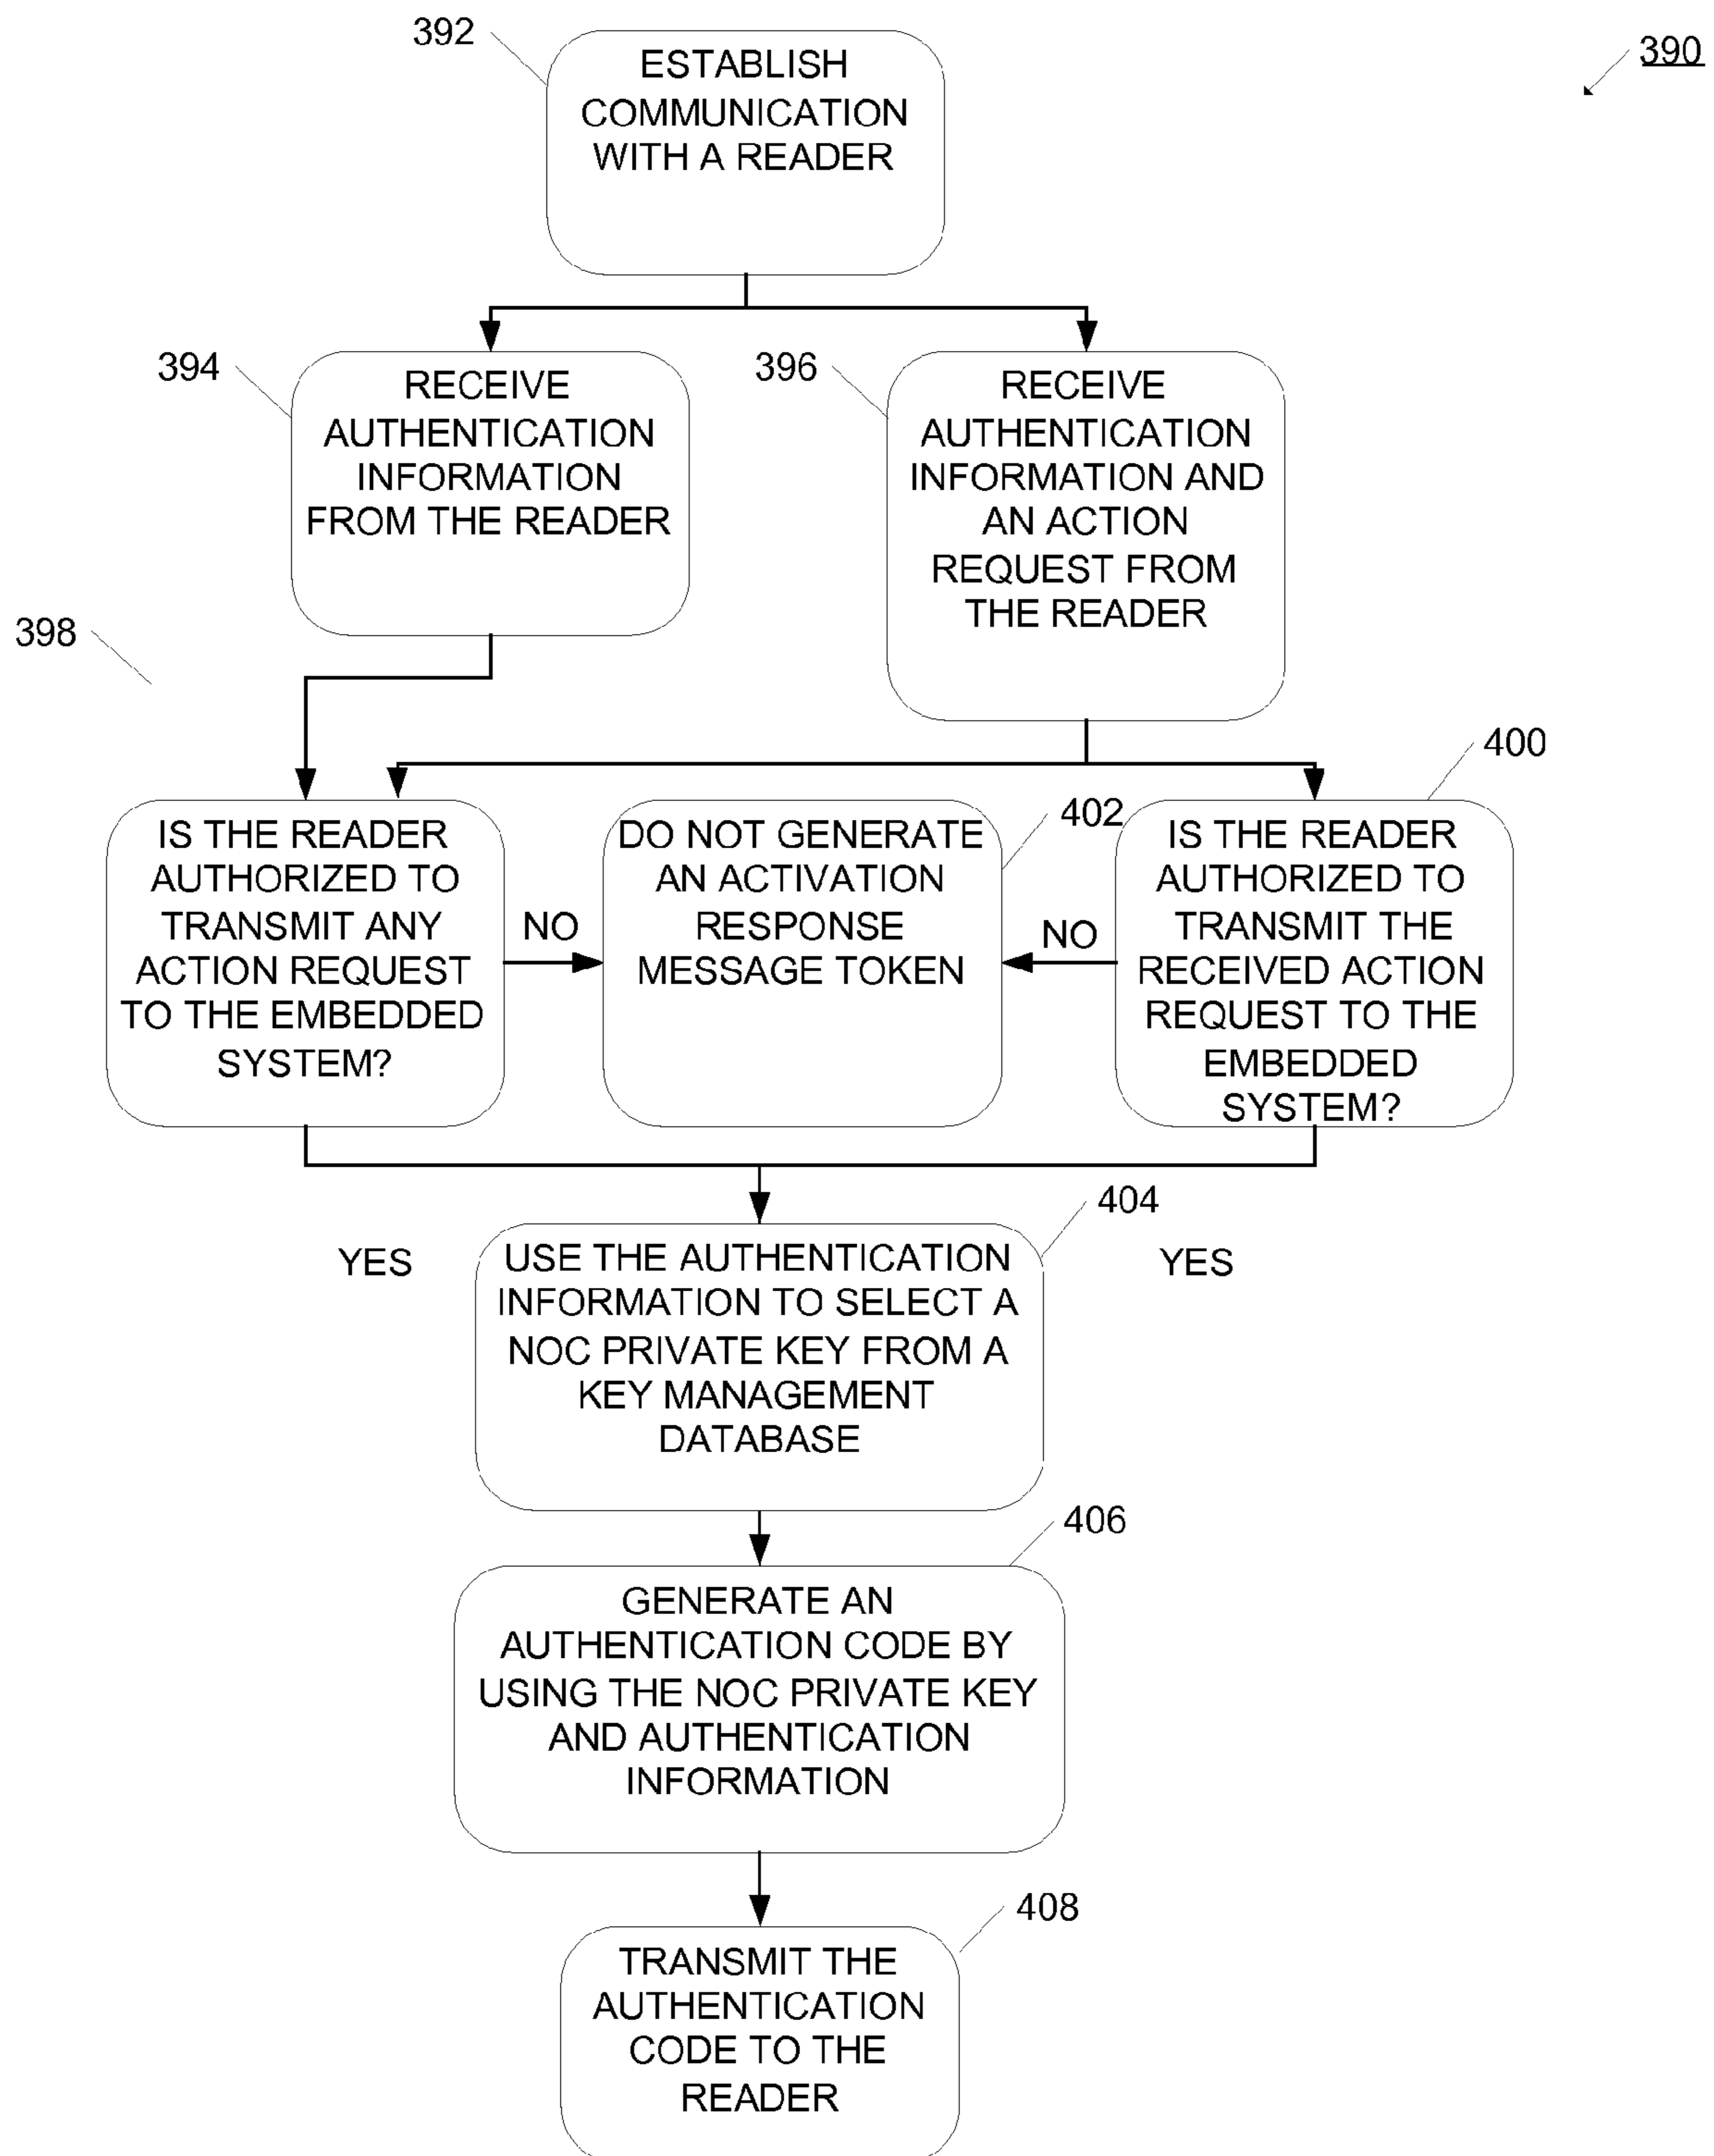 392
390
ESTABLISH
COMMUNICATION
WITH A READER
394
RECEIVE
AUTHENTICATION
INFORMATION
FROM THE READER
396
RECEIVE
AUTHENTICATION
INFORMATION AND
AN ACTION
REQUEST FROM
THE READER
398
IS THE READER
AUTHORIZED TO
TRANSMIT ANY
ACTION REQUEST
TO THE EMBEDDED
SYSTEM?
NO
402
DO NOT GENERATE
AN ACTIVATION
RESPONSE
MESSAGE TOKEN
NO
400
IS THE READER
AUTHORIZED TO
TRANSMIT THE
RECEIVED ACTION
REQUEST TO THE
EMBEDDED
SYSTEM?
YES
404
USE THE AUTHENTICATION
INFORMATION TO SELECT A
NOC PRIVATE KEY FROM A
KEY MANAGEMENT
DATABASE
YES
406
GENERATE AN
AUTHENTICATION CODE BY
USING THE NOC PRIVATE KEY
AND AUTHENTICATION
INFORMATION
408
TRANSMIT THE
AUTHENTICATION
CODE TO THE
READER